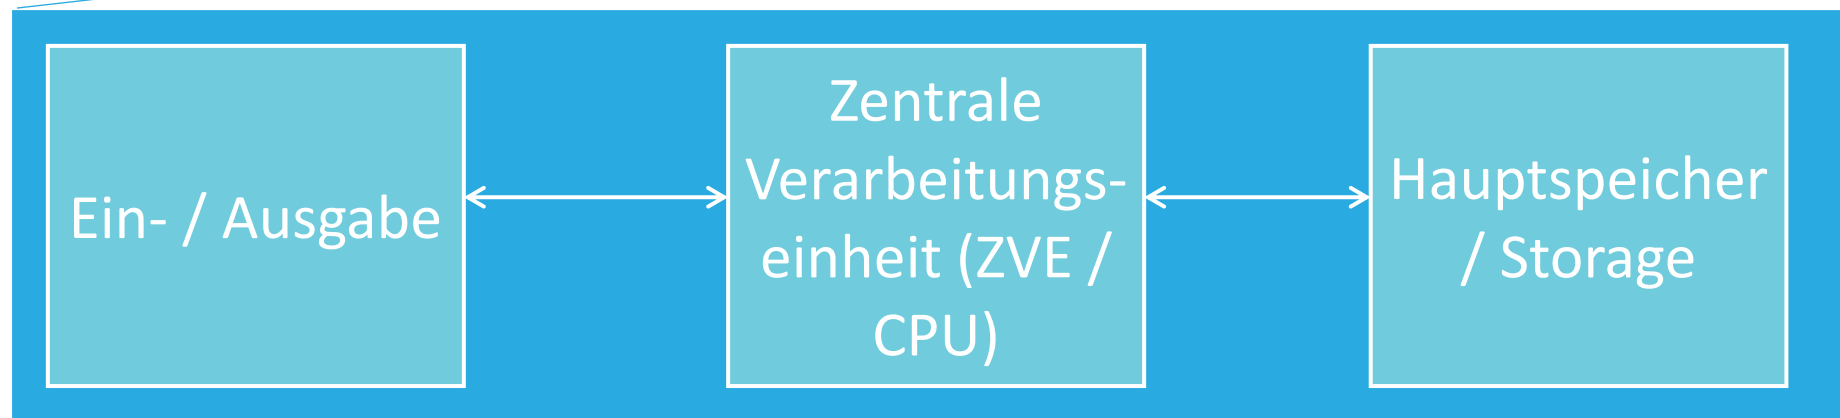 Ein- / Ausgabe
Zentrale
Verarbeitungs-
einheit (ZVE /
CPU)
Hauptspeicher
/ Storage